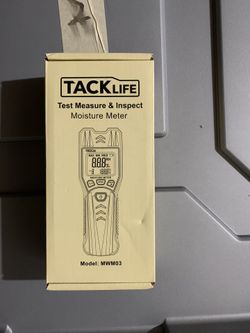 TACKLIFE
Test Measure & Inspect
Moisture Meter
Model: MWM03